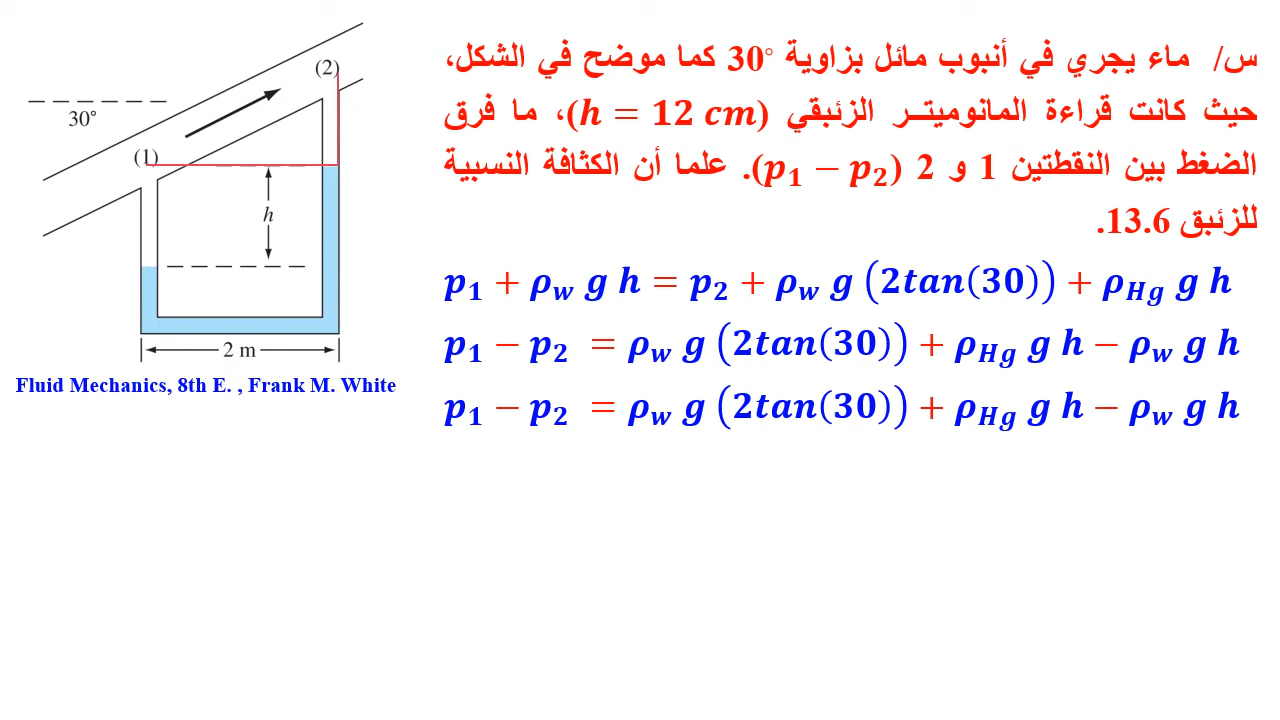 (2)
30°
(1)
h
2 m
Fluid Mechanics, 8th E. , Frank M. White
س/ ماء يجري في أنبوب مائل بزاوية 30° كما موضح في الشكل،
حيث كانت قراءة المانوميتـــر الزئبقي (h = 12 cm)، ما فرق
الضغط بين النقطتين 1 و 2 (p₁ − p₂). علما أن الكثافة النسبية
للزئبق 13.6.
p₁ + ρ_w g h = p₂ + ρ_w g (2tan(30)) + ρ_Hg g h
p₁ − p₂ = ρ_w g (2tan(30)) + ρ_Hg g h − ρ_w g h
p₁ − p₂ = ρ_w g (2tan(30)) + ρ_Hg g h − ρ_w g h